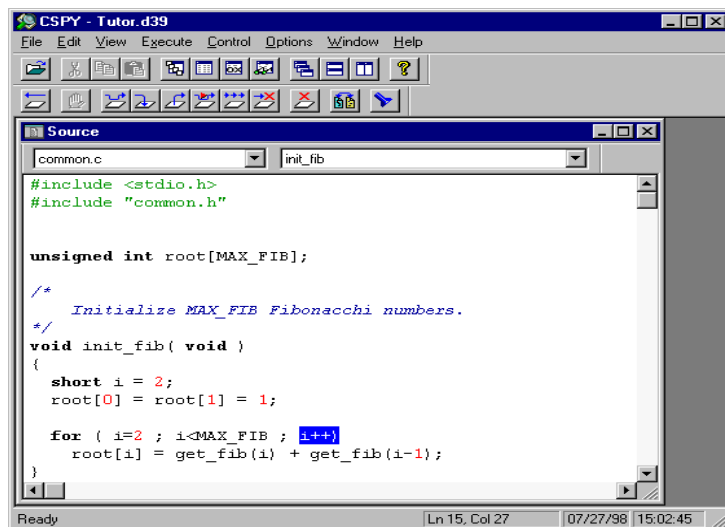 CSPY - Tutor.d39
File Edit View Execute Control Options Window Help
Source
common.c init_fib
#include <stdio.h>
#include "common.h"
unsigned int root[MAX_FIB];
/*
Initialize MAX_FIB Fibonacchi numbers.
*/
void init_fib( void )
{
short i = 2;
root[0] = root[1] = 1;
for ( i=2 ; i<MAX_FIB ; i++)
root[i] = get_fib(i) + get_fib(i-1);
}
Ready Ln 15, Col 27 07/27/98 15:02:45